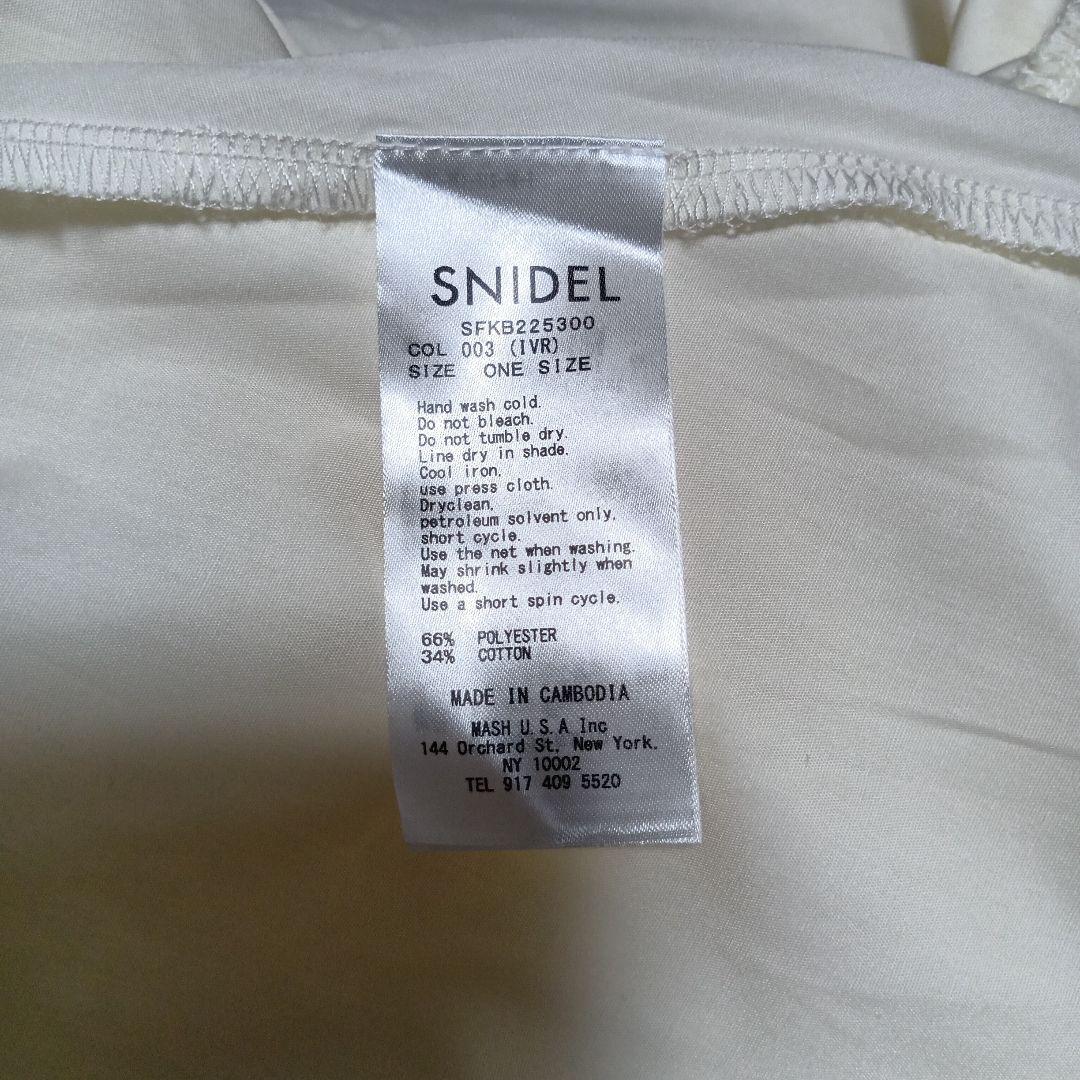 SNIDEL
SFKB225300
COL 003 (IVR)
SIZE ONE SIZE
Hand wash cold.
Do not bleach.
Do not tumble dry.
Line dry in shade.
Cool iron.
use press cloth.
Dryclean.
petroleum solvent only.
short cycle.
Use the net when washing.
May shrink slightly when
washed.
Use a short spin cycle.
66% POLYESTER
34% COTTON
MADE IN CAMBODIA
MASH U.S.A Inc
144 Orchard St, New York.
NY 10002
TEL 917 409 5520